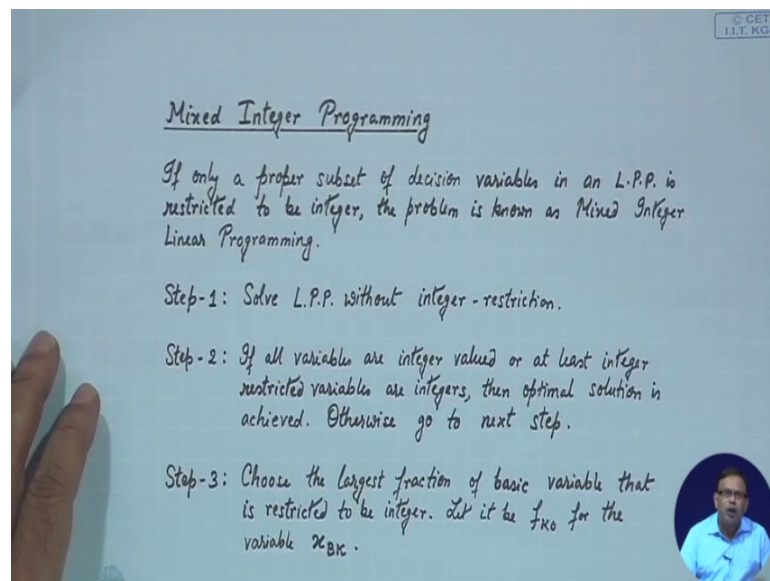 © CET
I.I.T. KG
Mixed Integer Programming
If only a proper subset of decision variables in an L.P.P. is
restricted to be integer, the problem is known as Mixed Integer
Linear Programming.
Step-1: Solve L.P.P. without integer-restriction.
Step-2: If all variables are integer valued or at least integer
restricted variables are integers, then optimal solution is
achieved. Otherwise go to next step.
Step-3: Choose the largest fraction of basic variable that
is restricted to be integer. Let it be f_{K0} for the
variable x_{BK}.